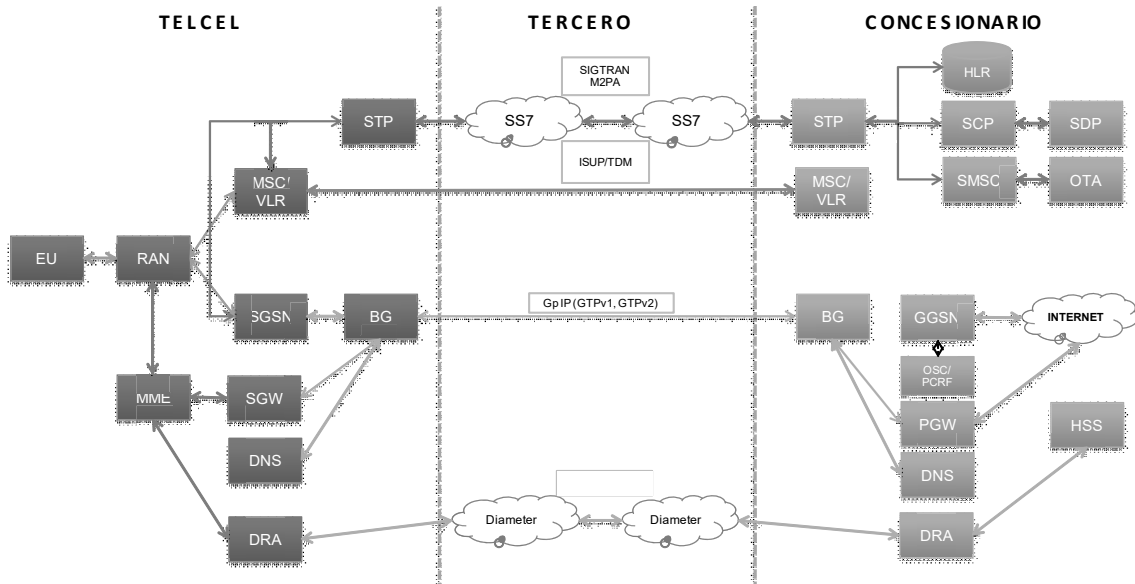 TELCEL
TERCERO
CONCESIONARIO
SIGTRAN
M2PA
HLR
STP
SS7
SS7
STP
SCP
SDP
ISUP/TDM
MSC/
VLR
MSC/
VLR
SMSC
OTA
EU
RAN
GpIP (GTPv1, GTPv2)
SGSN
BG
BG
GGSN
INTERNET
OSC/
PCRF
MME
SGW
PGW
HSS
DNS
DNS
Diameter
Diameter
DRA
DRA